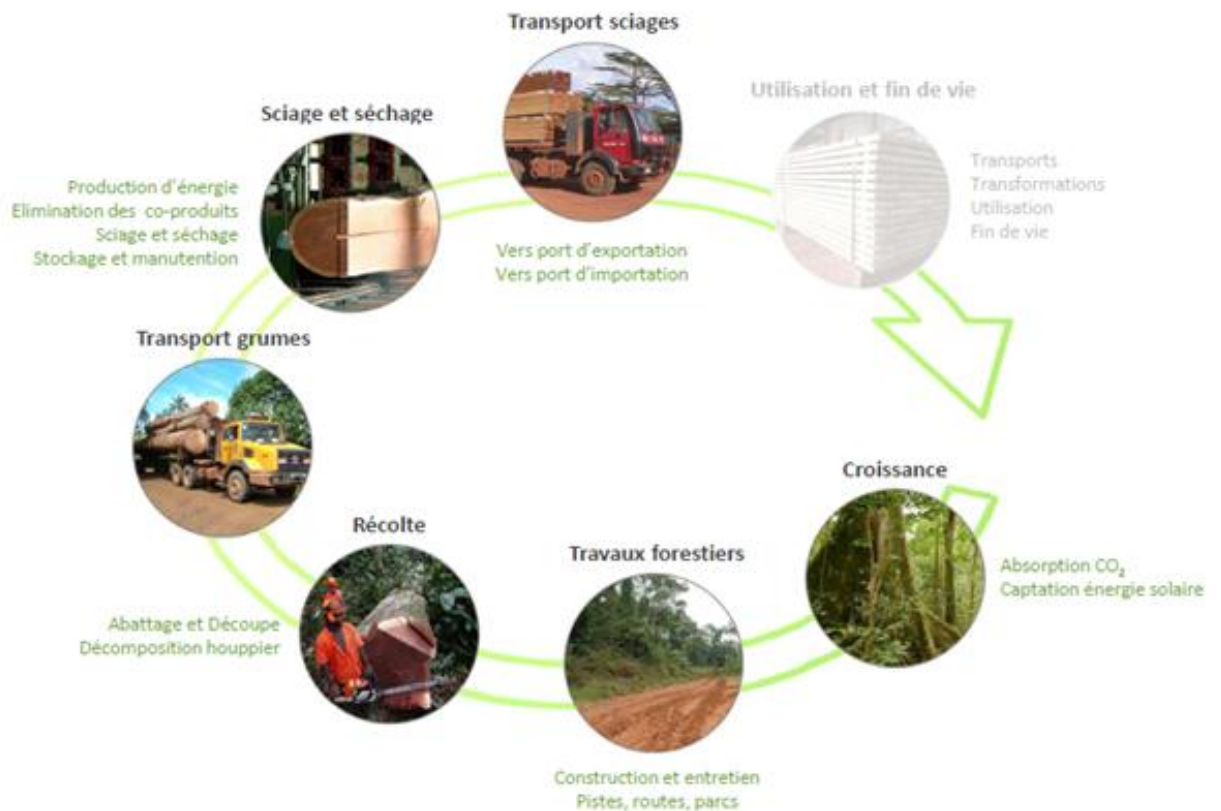 Transport sciages
Utilisation et fin de vie
Sciage et séchage
Production d'énergie
Elimination des co-produits
Sciage et séchage
Stockage et manutention
Transports
Transformations
Utilisation
Fin de vie
Vers port d'exportation
Vers port d'importation
Transport grumes
Croissance
Absorption CO₂
Captation énergie solaire
Récolte
Abattage et Découpe
Décomposition houppier
Travaux forestiers
Construction et entretien
Pistes, routes, parcs